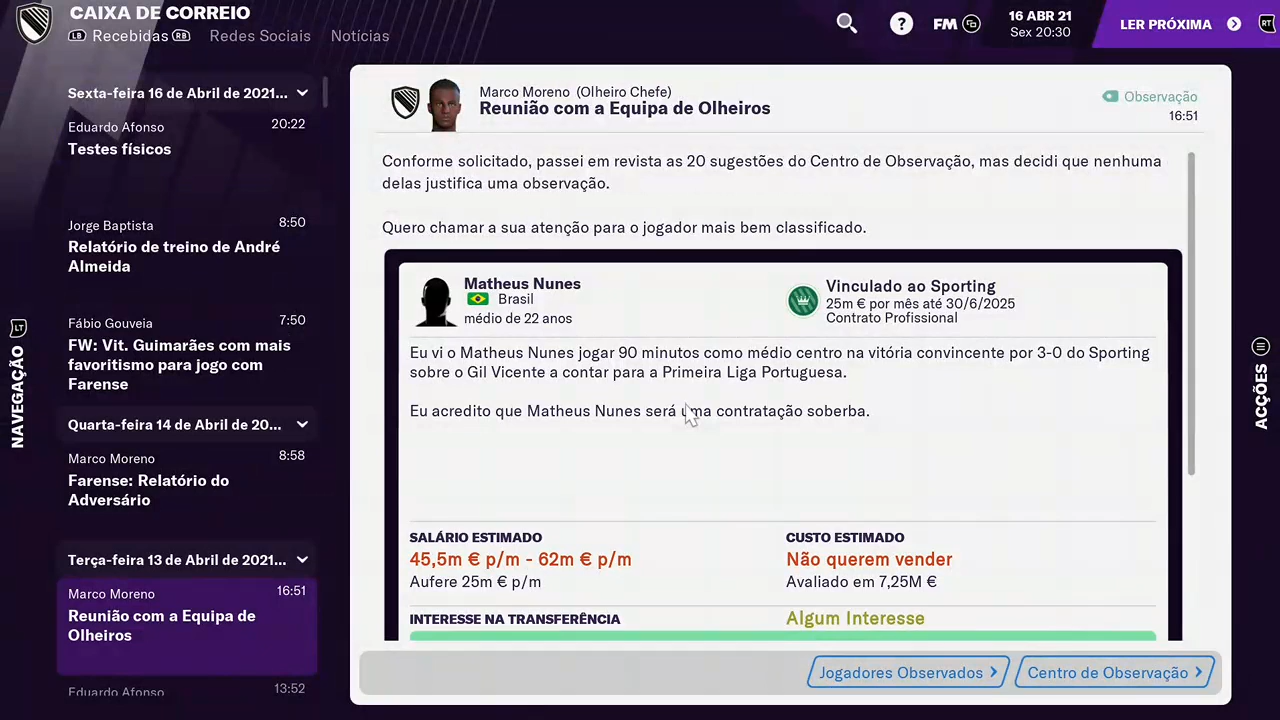 CAIXA DE CORREIO
LB Recebidas RB Redes Sociais Notícias
? FM
16 ABR 21
Sex 20:30
LER PRÓXIMA RT
NAVEGAÇÃO LT
Sexta-feira 16 de Abril de 2021...
Eduardo Afonso 20:22
Testes físicos
Jorge Baptista 8:50
Relatório de treino de André
Almeida
Fábio Gouveia 7:50
FW: Vit. Guimarães com mais
favoritismo para jogo com
Farense
Quarta-feira 14 de Abril de 20...
Marco Moreno 8:58
Farense: Relatório do
Adversário
Terça-feira 13 de Abril de 2021...
Marco Moreno 16:51
Reunião com a Equipa de
Olheiros
Eduardo Afonso 13:52
Marco Moreno (Olheiro Chefe)
Reunião com a Equipa de Olheiros
Observação
16:51
Conforme solicitado, passei em revista as 20 sugestões do Centro de Observação, mas decidi que nenhuma
delas justifica uma observação.
Quero chamar a sua atenção para o jogador mais bem classificado.
Matheus Nunes
Brasil
médio de 22 anos
Vinculado ao Sporting
25m € por mês até 30/6/2025
Contrato Profissional
Eu vi o Matheus Nunes jogar 90 minutos como médio centro na vitória convincente por 3-0 do Sporting
sobre o Gil Vicente a contar para a Primeira Liga Portuguesa.
Eu acredito que Matheus Nunes será uma contratação soberba.
SALÁRIO ESTIMADO
45,5m € p/m - 62m € p/m
Aufere 25m € p/m
CUSTO ESTIMADO
Não querem vender
Avaliado em 7,25M €
INTERESSE NA TRANSFERÊNCIA Algum Interesse
Jogadores Observados Centro de Observação
ACÇÕES